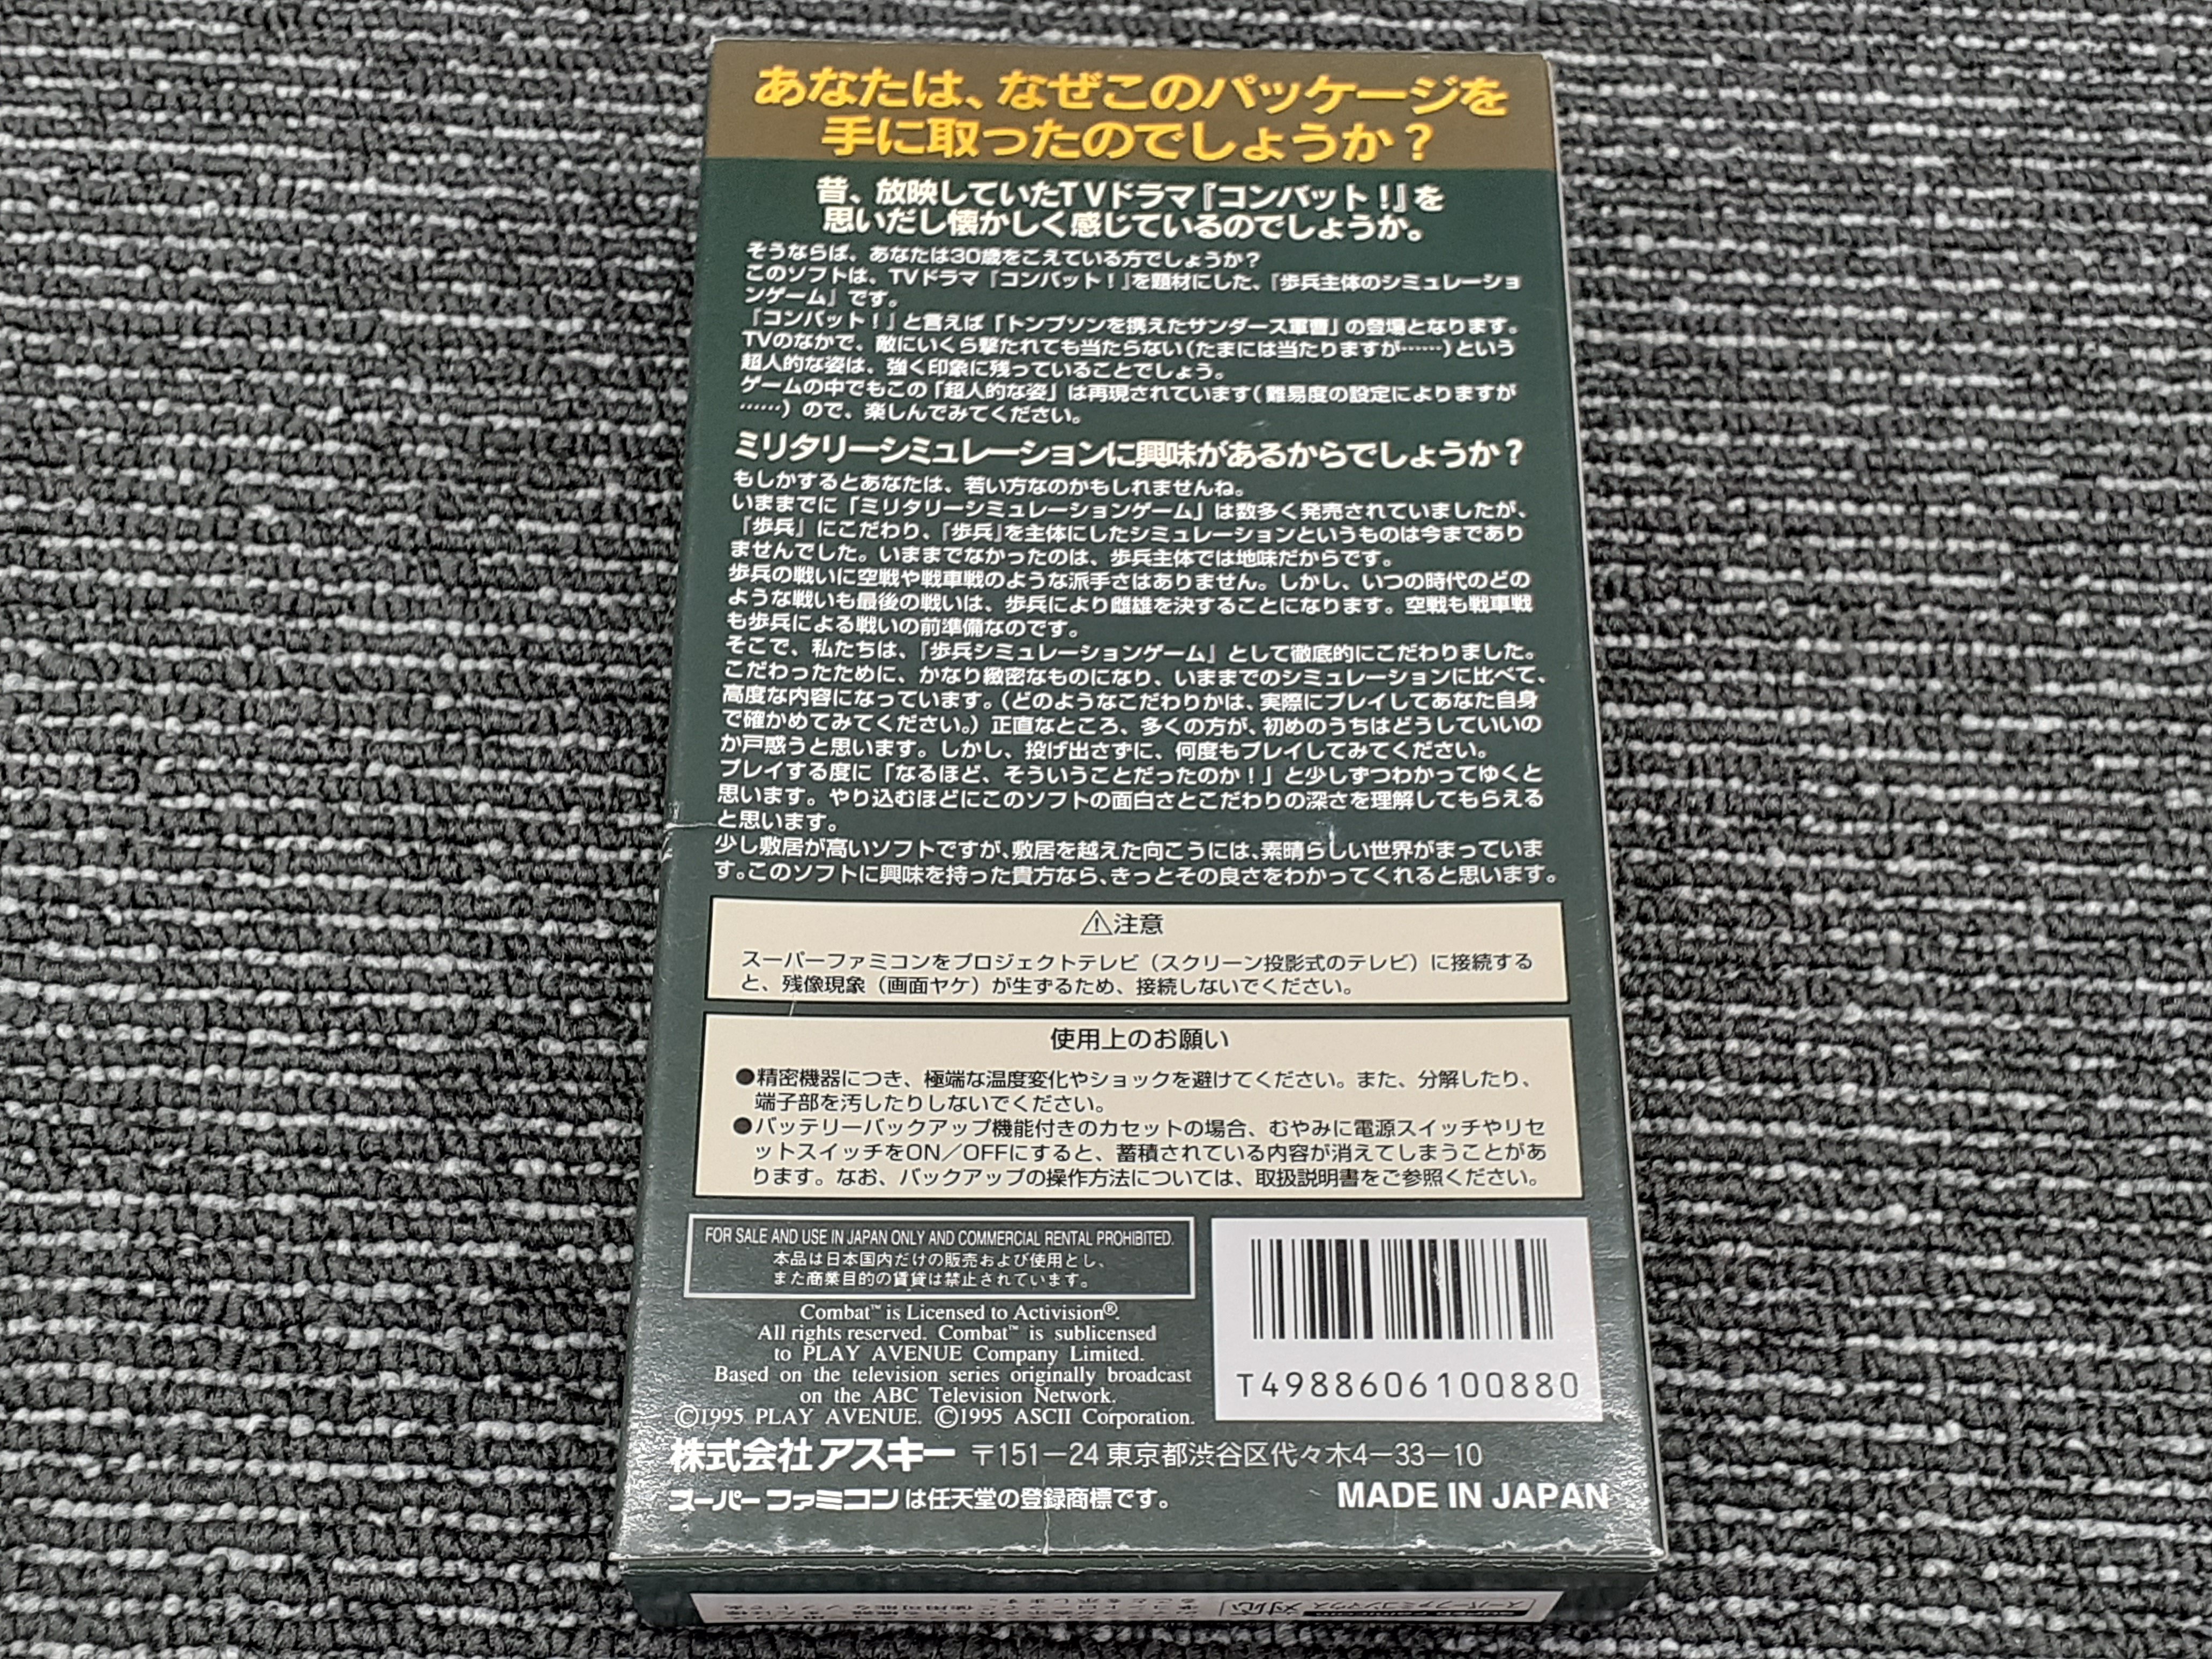 あなたは、なぜこのパッケージを
手に取ったのでしょうか？
昔、放映していたTVドラマ『コンバット！』を
思いだし懐かしく感じているのでしょうか。
そうならば、あなたは30歳をこえている方でしょうか？
このソフトは、TVドラマ『コンバット！』を題材にした、『歩兵主体のシミュレーショ
ンゲーム』です。
『コンバット！』と言えば「トンプソンを携えたサンダース軍曹」の登場となります。
TVのなかで、敵にいくら撃たれても当たらない（たまには当たりますが……）という
超人的な姿は、強く印象に残っていることでしょう。
ゲームの中でもこの「超人的な姿」は再現されています（難易度の設定によりますが
……）ので、楽しんでみてください。
ミリタリーシミュレーションに興味があるからでしょうか？
もしかするとあなたは、若い方なのかもしれませんね。
いままでに「ミリタリーシミュレーションゲーム」は数多く発売されていましたが、
『歩兵』にこだわり、『歩兵』を主体にしたシミュレーションというものは今まであり
ませんでした。いままでなかったのは、歩兵主体では地味だからです。
歩兵の戦いに空戦や戦車戦のような派手さはありません。しかし、いつの時代のどの
ような戦いも最後の戦いは、歩兵により雌雄を決することになります。空戦も戦車戦
も歩兵による戦いの前準備なのです。
そこで、私たちは、『歩兵シミュレーションゲーム』として徹底的にこだわりました。
こだわったために、かなり緻密なものになり、いままでのシミュレーションに比べて、
高度な内容になっています。（どのようなこだわりかは、実際にプレイしてあなた自身
で確かめてみてください。）正直なところ、多くの方が、初めのうちはどうしていいの
か戸惑うと思います。しかし、投げ出さずに、何度もプレイしてみてください。
プレイする度に「なるほど、そういうことだったのか！」と少しずつわかってゆくと
思います。やり込むほどにこのソフトの面白さとこだわりの深さを理解してもらえる
と思います。
少し敷居が高いソフトですが、敷居を越えた向こうには、素晴らしい世界がまっていま
す。このソフトに興味を持った貴方なら、きっとその良さをわかってくれると思います。
⚠注意
スーパーファミコンをプロジェクトテレビ（スクリーン投影式のテレビ）に接続する
と、残像現象（画面ヤケ）が生ずるため、接続しないでください。
使用上のお願い
●精密機器につき、極端な温度変化やショックを避けてください。また、分解したり、
端子部を汚したりしないでください。
●バッテリーバックアップ機能付きのカセットの場合、むやみに電源スイッチやリセ
ットスイッチをON／OFFにすると、蓄積されている内容が消えてしまうことがあ
ります。なお、バックアップの操作方法については、取扱説明書をご参照ください。
FOR SALE AND USE IN JAPAN ONLY AND COMMERCIAL RENTAL PROHIBITED.
本品は日本国内だけの販売および使用とし、
また商業目的の賃貸は禁止されています。
Combat™ is Licensed to Activision®.
All rights reserved. Combat™ is sublicensed
to PLAY AVENUE Company Limited.
Based on the television series originally broadcast
on the ABC Television Network.
©1995 PLAY AVENUE. ©1995 ASCII Corporation.
T4988606100880
株式会社アスキー 〒151－24 東京都渋谷区代々木4－33－10
スーパーファミコンは任天堂の登録商標です。
MADE IN JAPAN